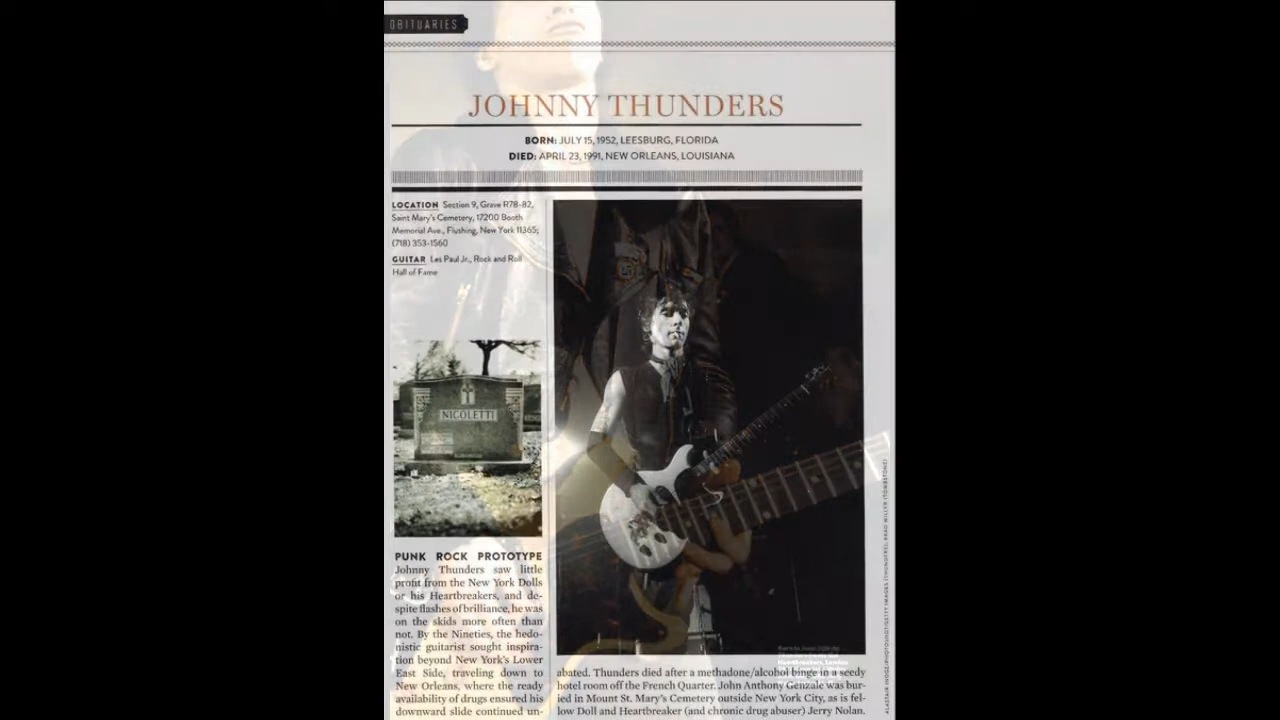 OBITUARIES
JOHNNY THUNDERS
BORN: JULY 15, 1952, LEESBURG, FLORIDA
DIED: APRIL 23, 1991, NEW ORLEANS, LOUISIANA
LOCATION Section 9, Grave R78-82,
Saint Mary's Cemetery, 17200 Booth
Memorial Ave., Flushing, New York 11365;
(718) 353-1560
GUITAR Les Paul Jr., Rock and Roll
Hall of Fame
NICOLETTI
PUNK ROCK PROTOTYPE
Johnny Thunders saw little
profit from the New York Dolls
or his Heartbreakers, and de-
spite flashes of brilliance, he was
on the skids more often than
not. By the Nineties, the hedo-
nistic guitarist sought inspira-
tion beyond New York's Lower
East Side, traveling down to
New Orleans, where the ready
availability of drugs ensured his
downward slide continued un-
abated. Thunders died after a methadone/alcohol binge in a seedy
hotel room off the French Quarter. John Anthony Genzale was bur-
ied in Mount St. Mary's Cemetery outside New York City, as is fel-
low Doll and Heartbreaker (and chronic drug abuser) Jerry Nolan.